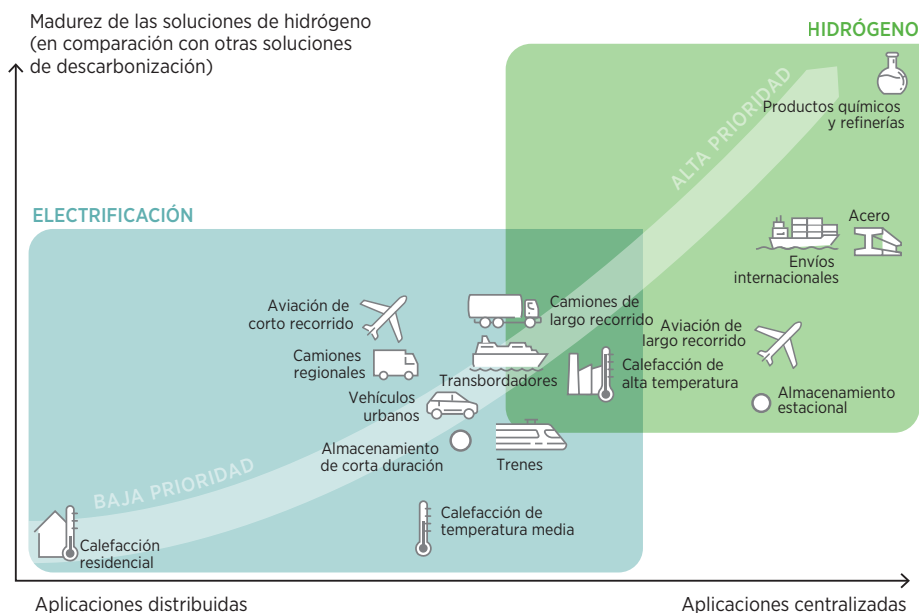 Madurez de las soluciones de hidrógeno
(en comparación con otras soluciones
de descarbonización)
HIDRÓGENO
Productos químicos
y refinerías
ALTA PRIORIDAD
ELECTRIFICACIÓN
Acero
Envíos
internacionales
Aviación de
corto recorrido
Camiones de
largo recorrido
Aviación de
largo recorrido
Camiones
regionales
Transbordadores
Calefacción de
alta temperatura
Vehículos
urbanos
Almacenamiento
estacional
Almacenamiento
de corta duración
Trenes
BAJA PRIORIDAD
Calefacción de
temperatura media
Calefacción
residencial
Aplicaciones distribuidas
Aplicaciones centralizadas